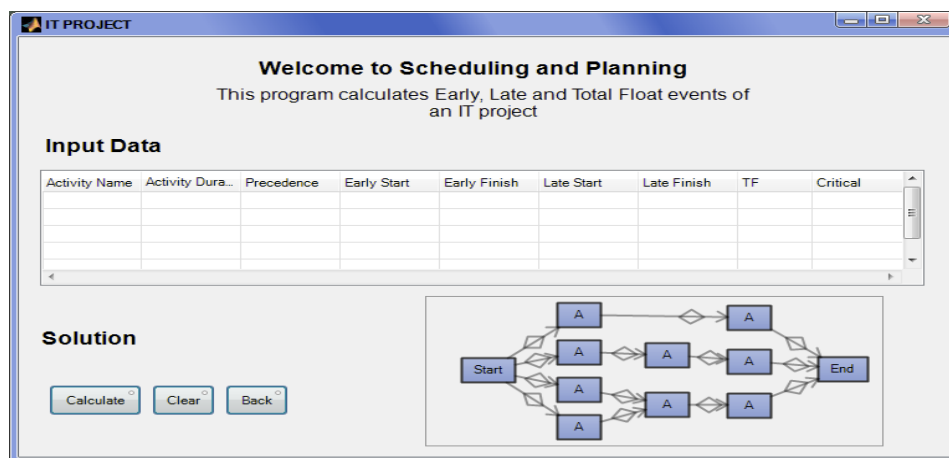 IT PROJECT
Welcome to Scheduling and Planning
This program calculates Early, Late and Total Float events of
an IT project
Input Data
Activity Name Activity Dura... Precedence Early Start Early Finish Late Start Late Finish TF Critical
Solution
Calculate Clear Back
A A
A A A
Start End
A A A
A